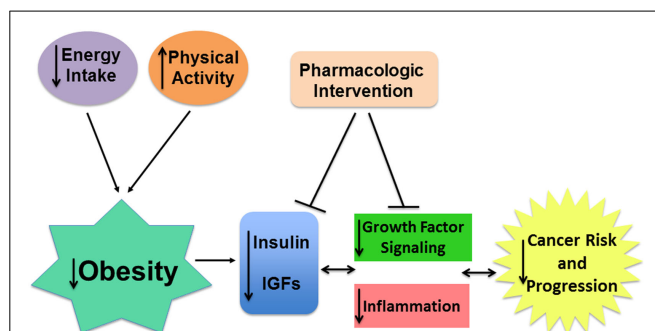 Energy
Intake
Physical
Activity
Pharmacologic
Intervention
Obesity
Insulin
IGFs
Growth Factor
Signaling
Inflammation
Cancer Risk
and
Progression